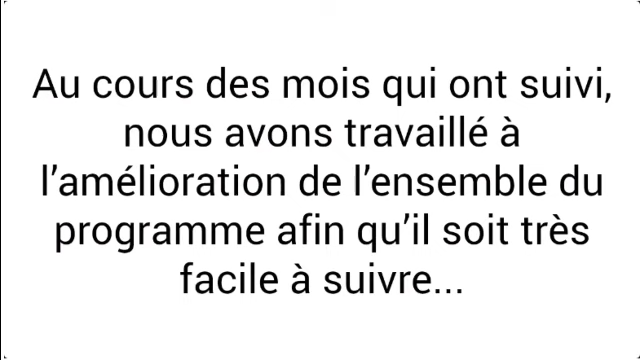 Au cours des mois qui ont suivi,
nous avons travaillé à
l’amélioration de l’ensemble du
programme afin qu’il soit très
facile à suivre...